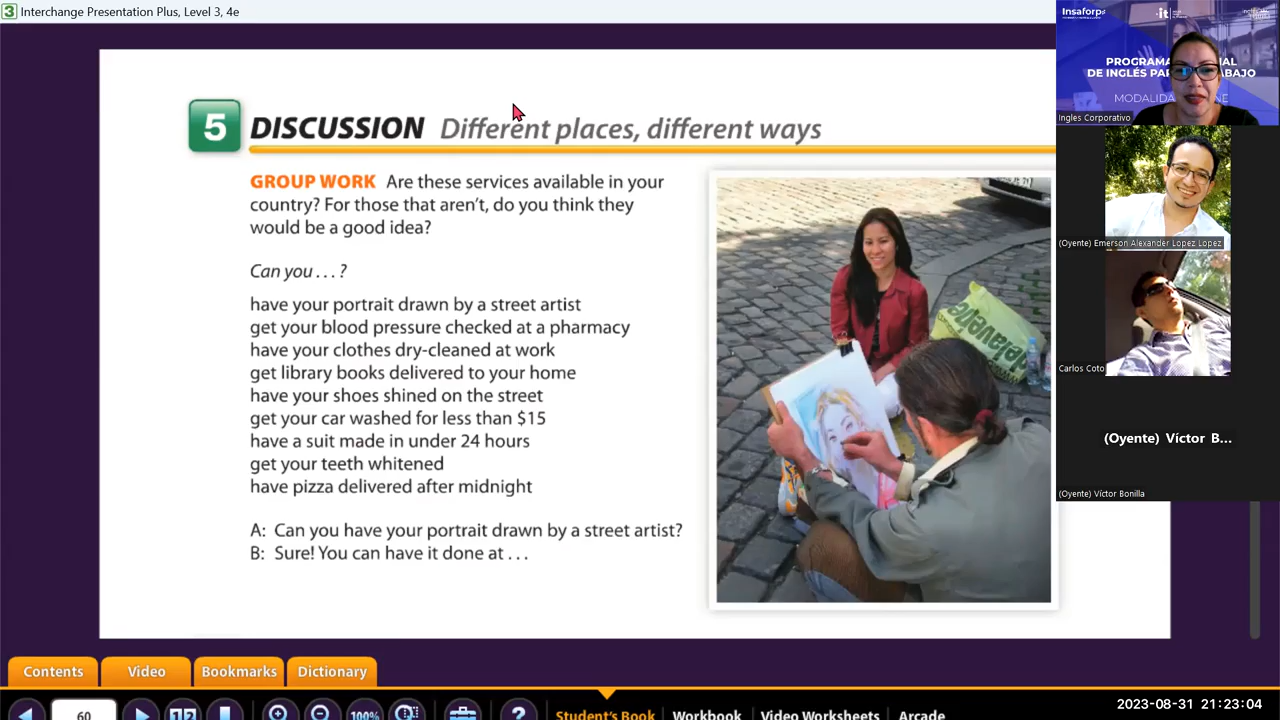 Interchange Presentation Plus, Level 3, 4e
5 DISCUSSION Different places, different ways
GROUP WORK Are these services available in your
country? For those that aren't, do you think they
would be a good idea?
Can you . . . ?
have your portrait drawn by a street artist
get your blood pressure checked at a pharmacy
have your clothes dry-cleaned at work
get library books delivered to your home
have your shoes shined on the street
get your car washed for less than $15
have a suit made in under 24 hours
get your teeth whitened
have pizza delivered after midnight
A: Can you have your portrait drawn by a street artist?
B: Sure! You can have it done at . . .
Insaforp
it
PROGRAMA
AL
DE INGLÉS PAR
BAJO
MODALIDA
NE
Ingles Corporativo
(Oyente) Emerson Alexander Lopez Lopez
Carlos Coto
(Oyente) Víctor B...
(Oyente) Víctor Bonilla
Contents
Video
Bookmarks
Dictionary
60
1 2
100%
?
Student's Book
Workbook
Video Worksheets
Arcade
2023-08-31 21:23:04